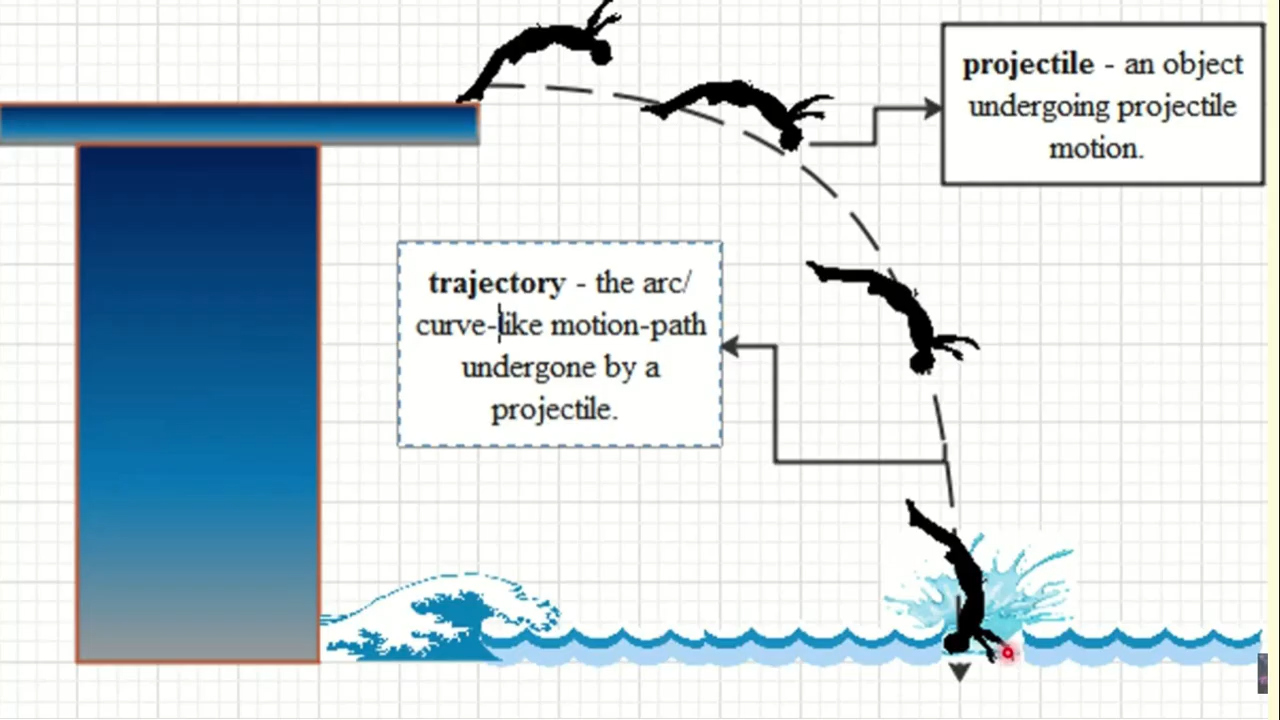 projectile - an object
undergoing projectile
motion.
trajectory - the arc/
curve-like motion-path
undergone by a
projectile.